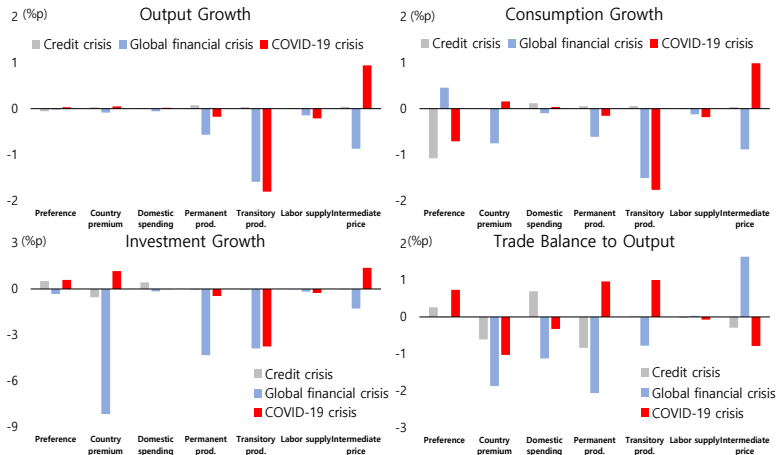 Output Growth
2 (%p)
Credit crisis Global financial crisis COVID-19 crisis
1
0
-1
-2
Preference Country premium Domestic spending Permanent prod. Transitory prod. Labor supply Intermediate price
Consumption Growth
2 (%p)
Credit crisis Global financial crisis COVID-19 crisis
1
0
-1
-2
Preference Country premium Domestic spending Permanent prod. Transitory prod. Labor supply Intermediate price
Investment Growth
3 (%p)
0
-3
-6
-9
Credit crisis
Global financial crisis
COVID-19 crisis
Preference Country premium Domestic spending Permanent prod. Transitory prod. Labor supply Intermediate price
Trade Balance to Output
2 (%p)
1
0
-1
-2
-3
Credit crisis
Global financial crisis
COVID-19 crisis
Preference Country premium Domestic spending Permanent prod. Transitory prod. Labor supply Intermediate price